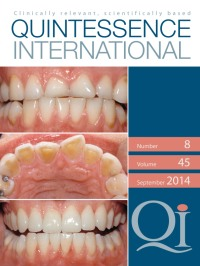 Clinically relevant, scientifically based
QUINTESSENCE
INTERNATIONAL
Number 8
Volume 45
September 2014
QI